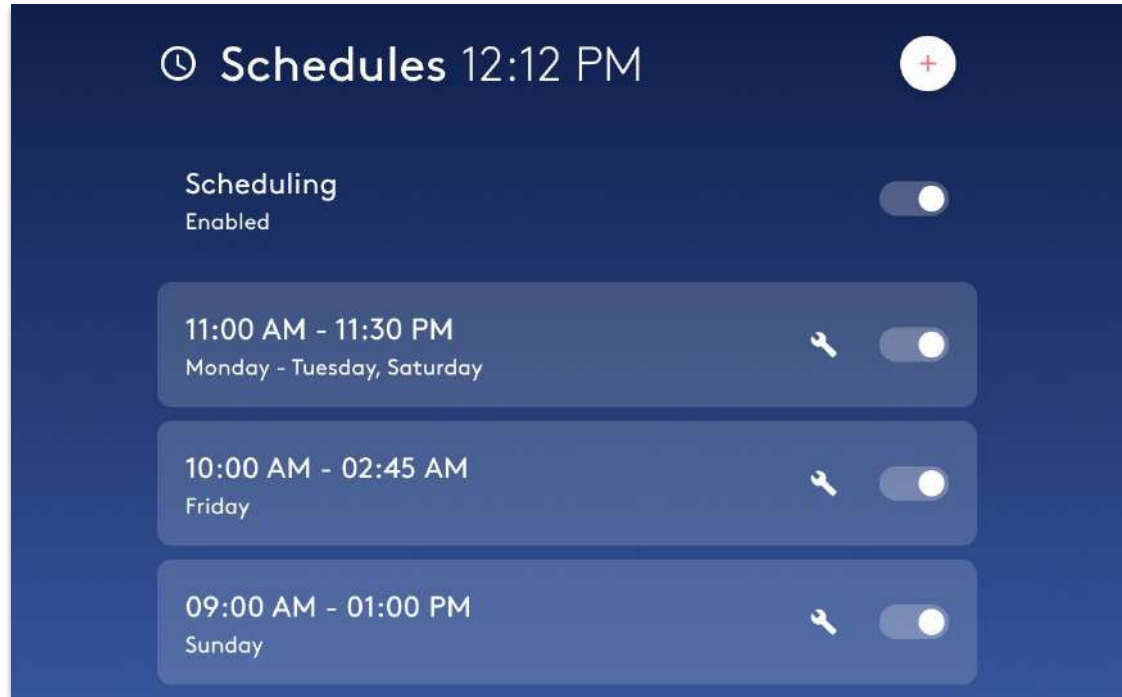 Schedules 12:12 PM
Scheduling
Enabled
11:00 AM - 11:30 PM
Monday - Tuesday, Saturday
10:00 AM - 02:45 AM
Friday
09:00 AM - 01:00 PM
Sunday